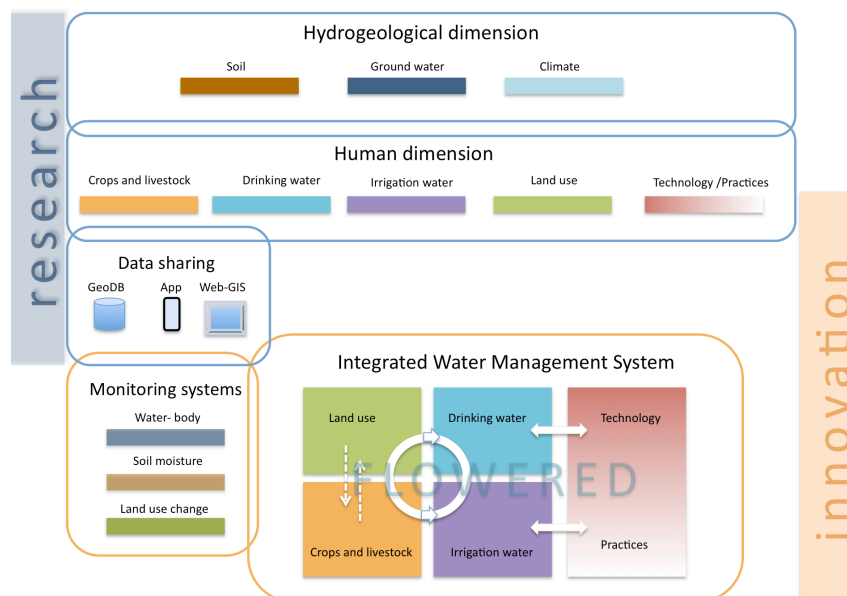 research
Hydrogeological dimension
Soil
Ground water
Climate
Human dimension
Crops and livestock
Drinking water
Irrigation water
Land use
Technology /Practices
Data sharing
GeoDB
App
Web-GIS
Monitoring systems
Water- body
Soil moisture
Land use change
Integrated Water Management System
Land use
Drinking water
Technology
FLOWERED
Crops and livestock
Irrigation water
Practices
innovation